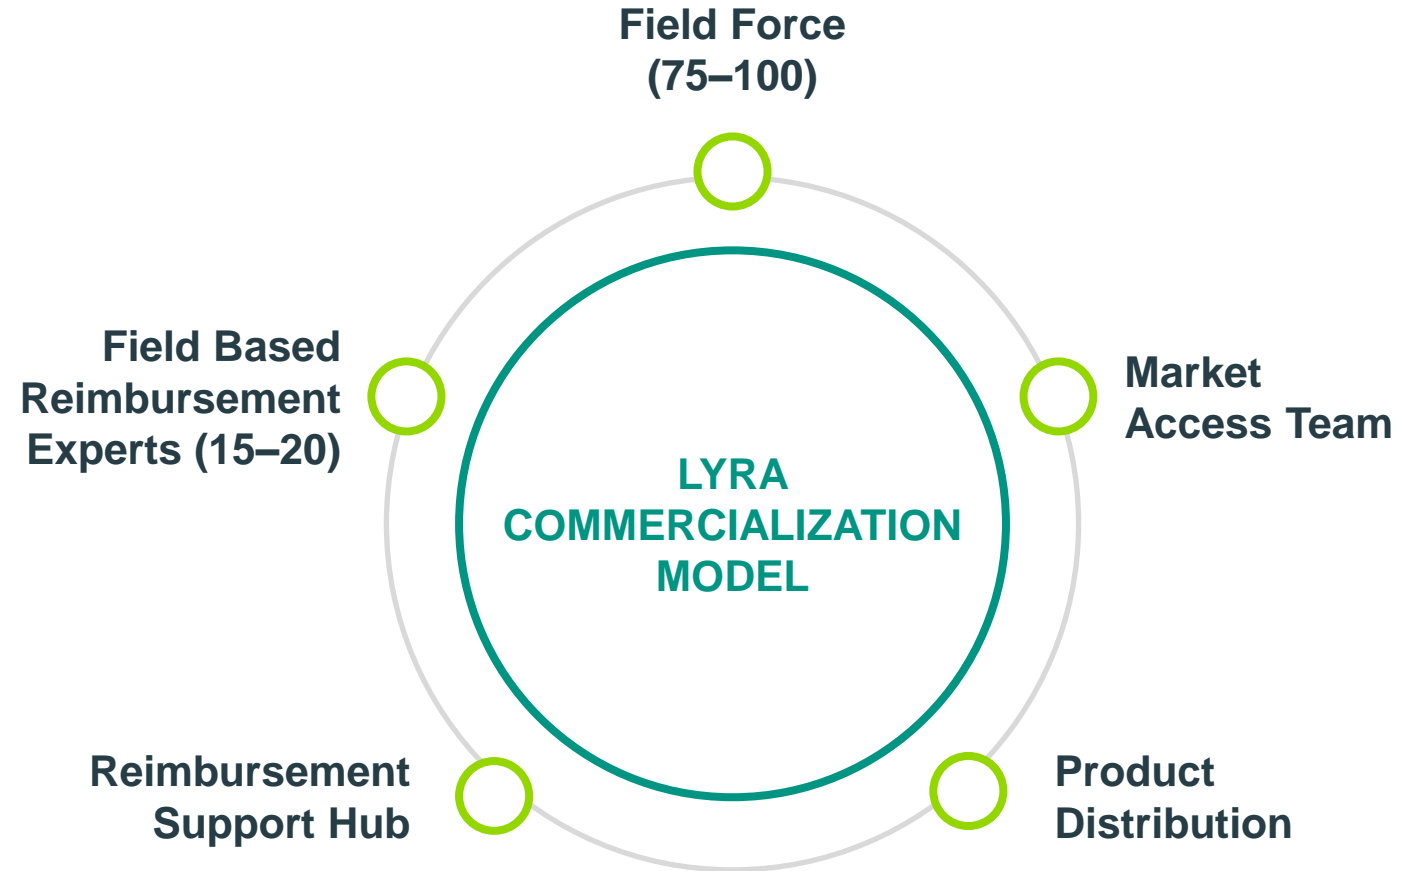 Field Force
(75–100)
Field Based
Reimbursement
Experts (15–20)
Market
Access Team
LYRA
COMMERCIALIZATION
MODEL
Reimbursement
Support Hub
Product
Distribution